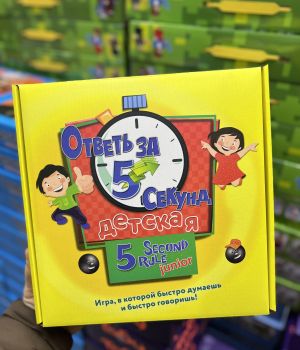 ОТВЕТЬ ЗА
5
СЕКУНД
ДЕТСКАЯ
5 SECOND
RULE
junior
Игра, в которой быстро думаешь
и быстро говоришь!